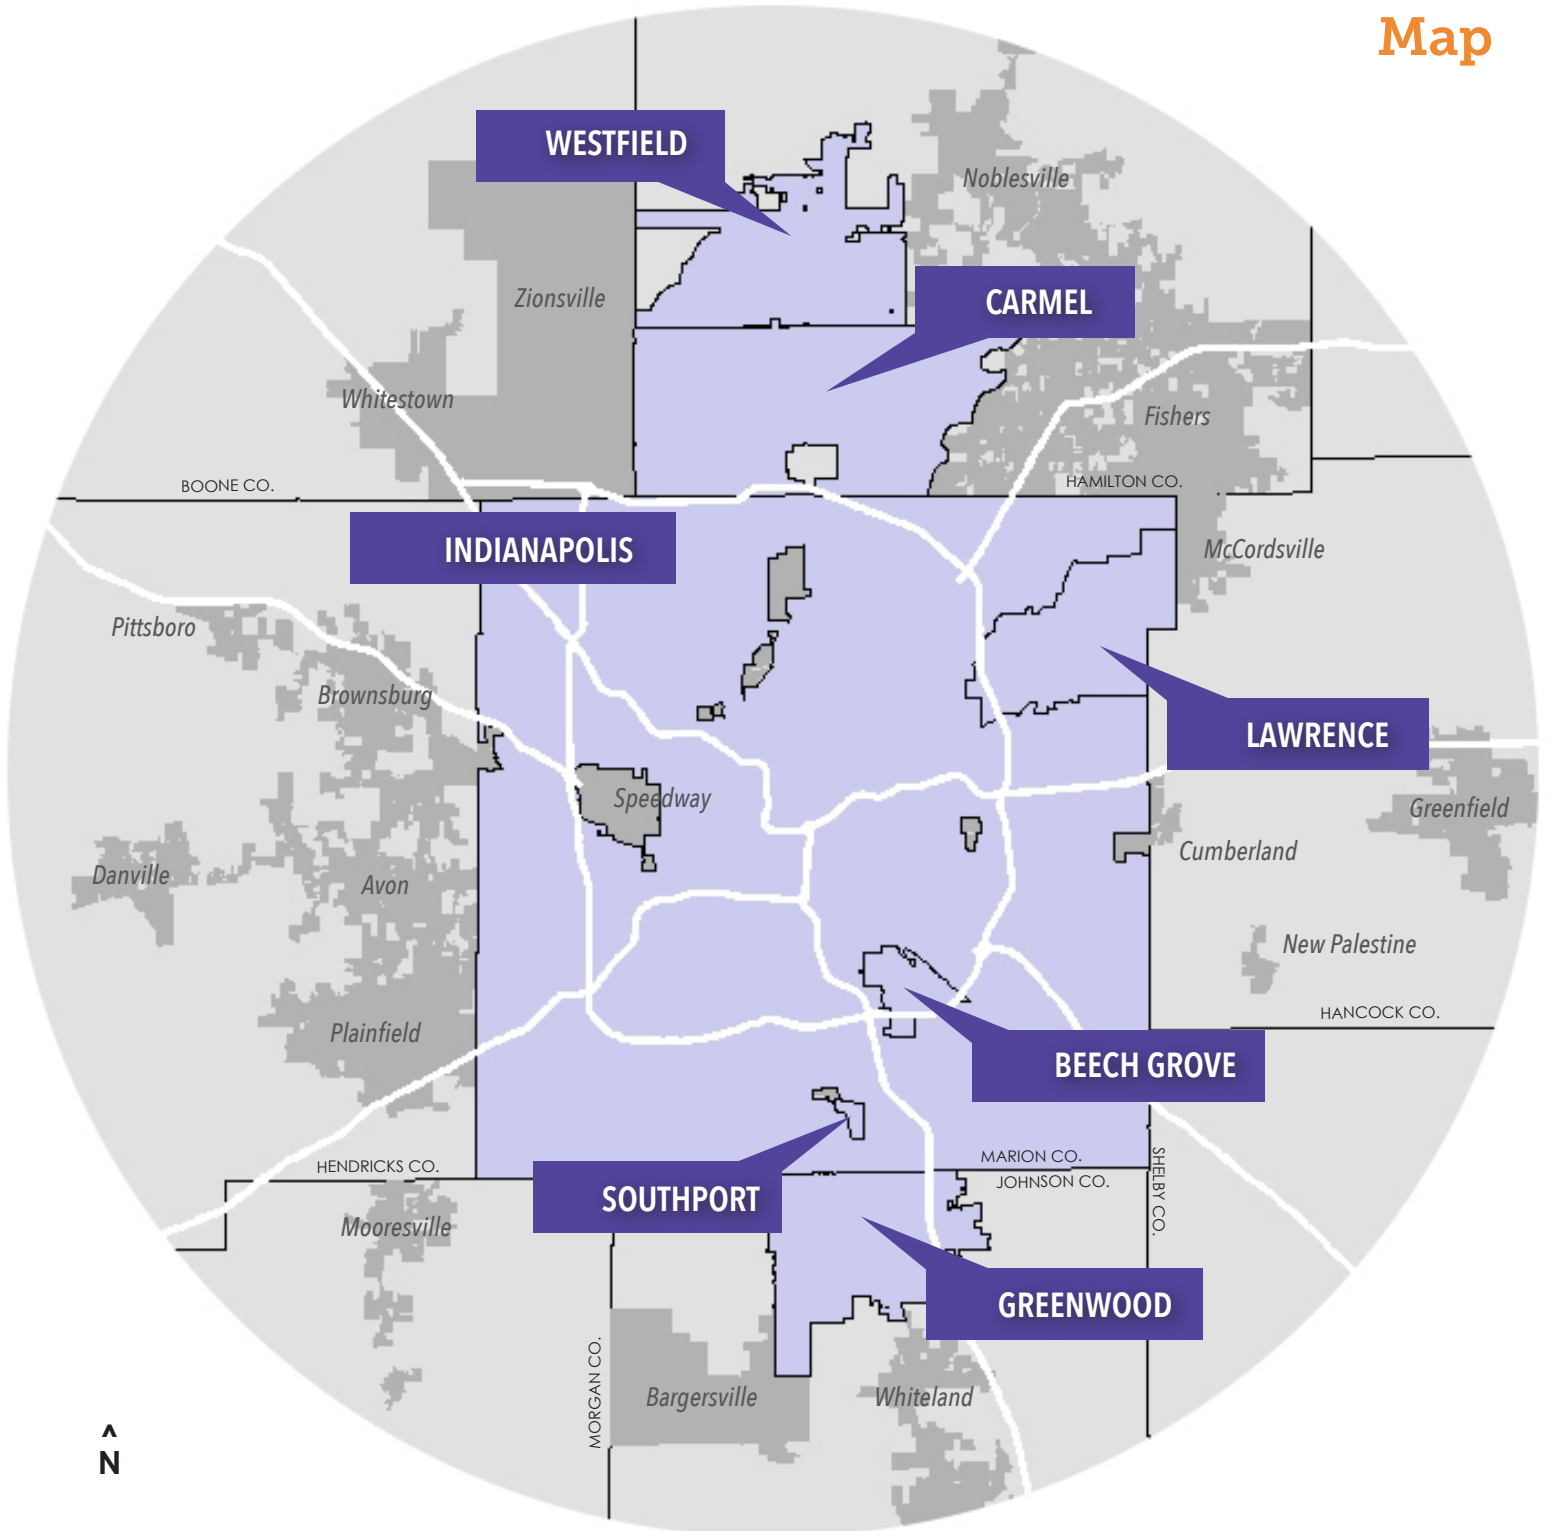 Map
WESTFIELD
Noblesville
Zionsville
CARMEL
Whitestown
Fishers
BOONE CO.
HAMILTON CO.
INDIANAPOLIS
McCordsville
Pittsboro
Brownsburg
LAWRENCE
Speedway
Greenfield
Cumberland
Danville
Avon
New Palestine
HANCOCK CO.
Plainfield
BEECH GROVE
MARION CO.
HENDRICKS CO.
JOHNSON CO.
SHELBY CO.
SOUTHPORT
Mooresville
GREENWOOD
MORGAN CO.
Bargersville
Whiteland
^
N